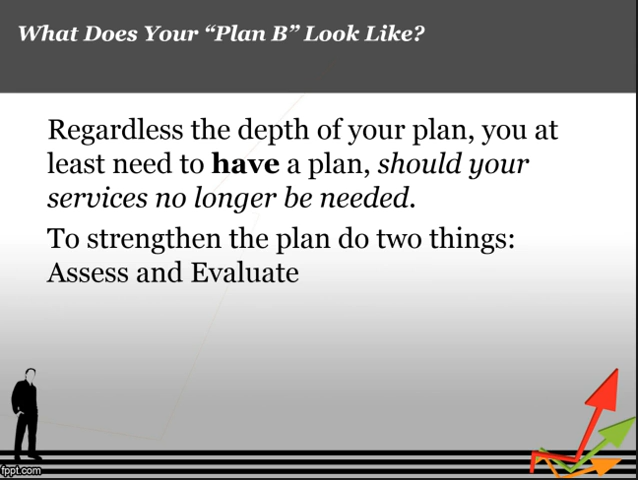 What Does Your “Plan B” Look Like?
Regardless the depth of your plan, you at
least need to have a plan, should your
services no longer be needed.
To strengthen the plan do two things:
Assess and Evaluate
fppt.com